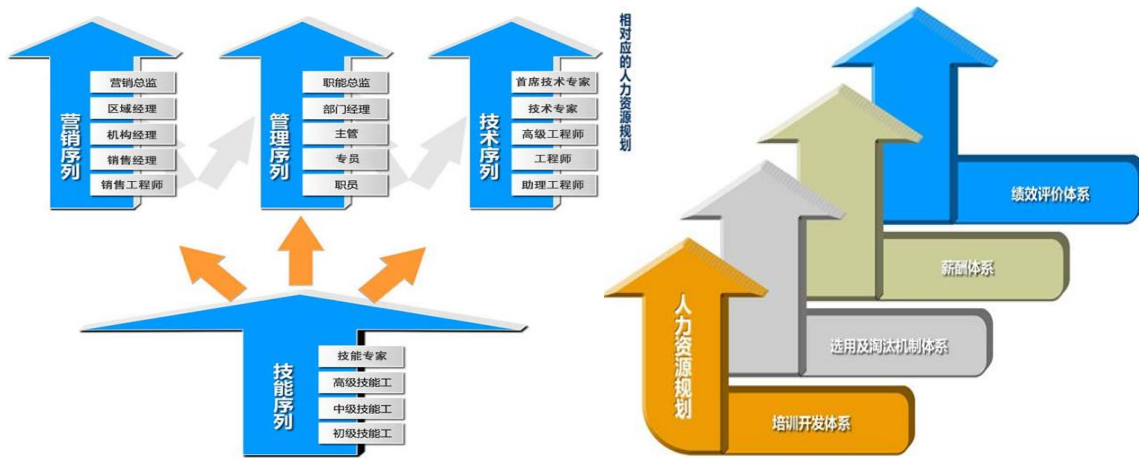 营销序列
营销总监
区域经理
机构经理
销售经理
销售工程师
管理序列
职能总监
部门经理
主管
专员
职员
技术序列
首席技术专家
技术专家
高级工程师
工程师
助理工程师
技能序列
技能专家
高级技能工
中级技能工
初级技能工
相对应的人力资源规划
绩效评价体系
薪酬体系
选用及淘汰机制体系
人力资源规划
培训开发体系